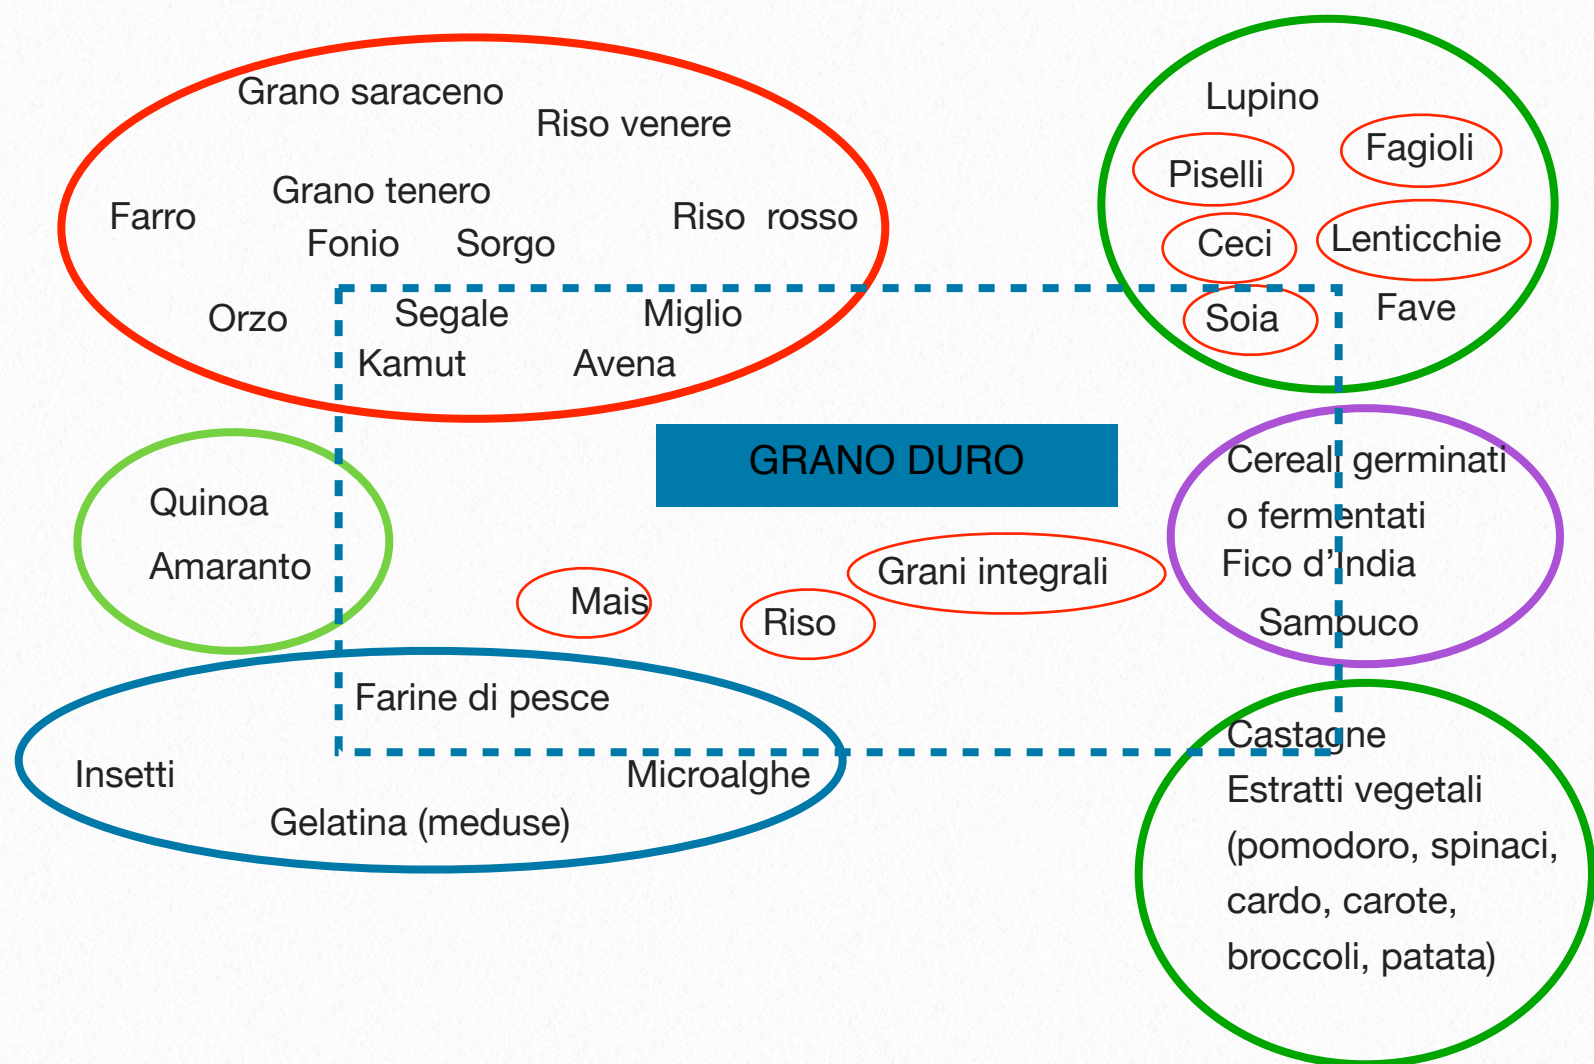 Grano saraceno
Riso venere
Grano tenero
Farro
Riso rosso
Fonio
Sorgo
Orzo
Segale
Miglio
Kamut
Avena
Lupino
Fagioli
Piselli
Ceci
Lenticchie
Soia
Fave
GRANO DURO
Quinoa
Amaranto
Mais
Riso
Grani integrali
Cereali germinati
o fermentati
Fico d'India
Sambuco
Farine di pesce
Insetti
Microalghe
Gelatina (meduse)
Castagne
Estratti vegetali
(pomodoro, spinaci,
cardo, carote,
broccoli, patata)